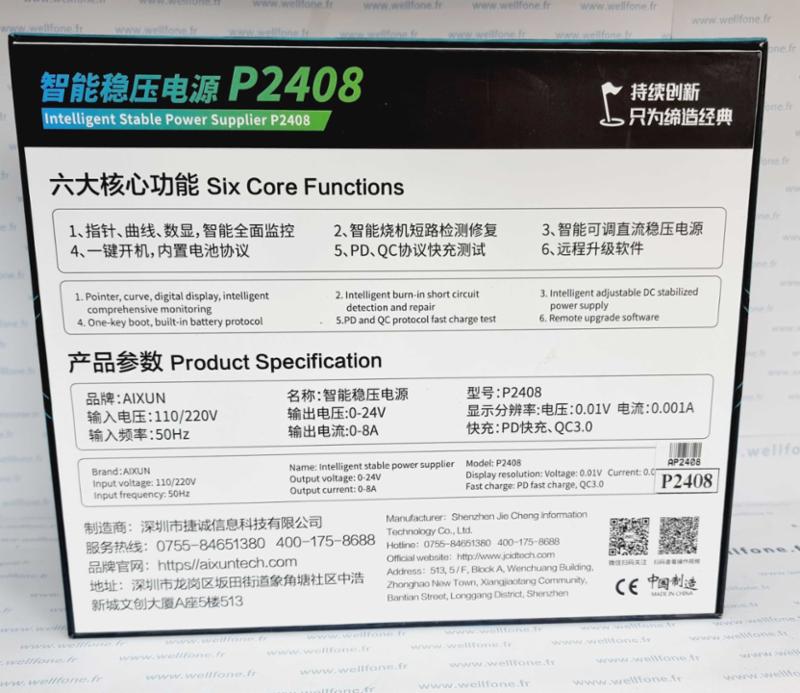 智能稳压电源 P2408
Intelligent Stable Power Supplier P2408
持续创新
只为缔造经典
六大核心功能 Six Core Functions
1、指针、曲线、数显,智能全面监控
2、智能烧机短路检测修复
3、智能可调直流稳压电源
4、一键开机,内置电池协议
5、PD、QC协议快充测试
6、远程升级软件
1. Pointer, curve, digital display, intelligent
comprehensive monitoring
2. Intelligent burn-in short circuit
detection and repair
3. Intelligent adjustable DC stabilized
power supply
4. One-key boot, built-in battery protocol
5.PD and QC protocol fast charge test
6. Remote upgrade software
产品参数 Product Specification
品牌:AIXUN
名称:智能稳压电源
型号:P2408
输入电压:110/220V
输出电压:0-24V
显示分辨率:电压:0.01V 电流:0.001A
输入频率:50Hz
输出电流:0-8A
快充:PD快充、QC3.0
Brand:AIXUN
Name: Intelligent stable power supplier
Model: P2408
Input voltage: 110/220V
Output voltage: 0-24V
Display resolution: Voltage: 0.01V Current: 0.0
Input frequency: 50Hz
Output current: 0-8A
Fast charge: PD fast charge, QC3.0
AP2408
P2408
制造商:深圳市捷诚信息科技有限公司
服务热线:0755-84651380 400-175-8688
品牌官网:https//aixuntech.com
地址:深圳市龙岗区坂田街道象角塘社区中浩
新城文创大厦A座5楼513
Manufacturer: Shenzhen Jie Cheng Information
Technology Co., Ltd.
Hotline: 0755-84651380 400-175-8688
Official website: http://www.jcidtech.com
Address: 513, 5/F, Block A, Wenchuang Building,
Zhonghao New Town, Xiangjiaotang Community,
Bantian Street, Longgang District, Shenzhen
微信扫码关注
扫码查看操作视频
CE 中国制造
MADE IN CHINA
www.wellfone.fr